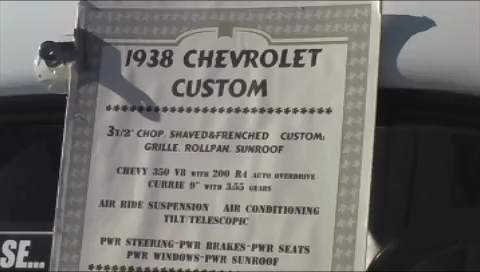 1938 CHEVROLET
CUSTOM
3 1/2" CHOP, SHAVED&FRENCHED CUSTOM:
GRILLE, ROLLPAN, SUNROOF
CHEVY 350 V8 WITH 200 R4 AUTO OVERDRIVE
CURRIE 9" WITH 3.55 GEARS
AIR RIDE SUSPENSION AIR CONDITIONING
TILT/TELESCOPIC
PWR STEERING-PWR BRAKES-PWR SEATS
PWR WINDOWS-PWR SUNROOF
SE...